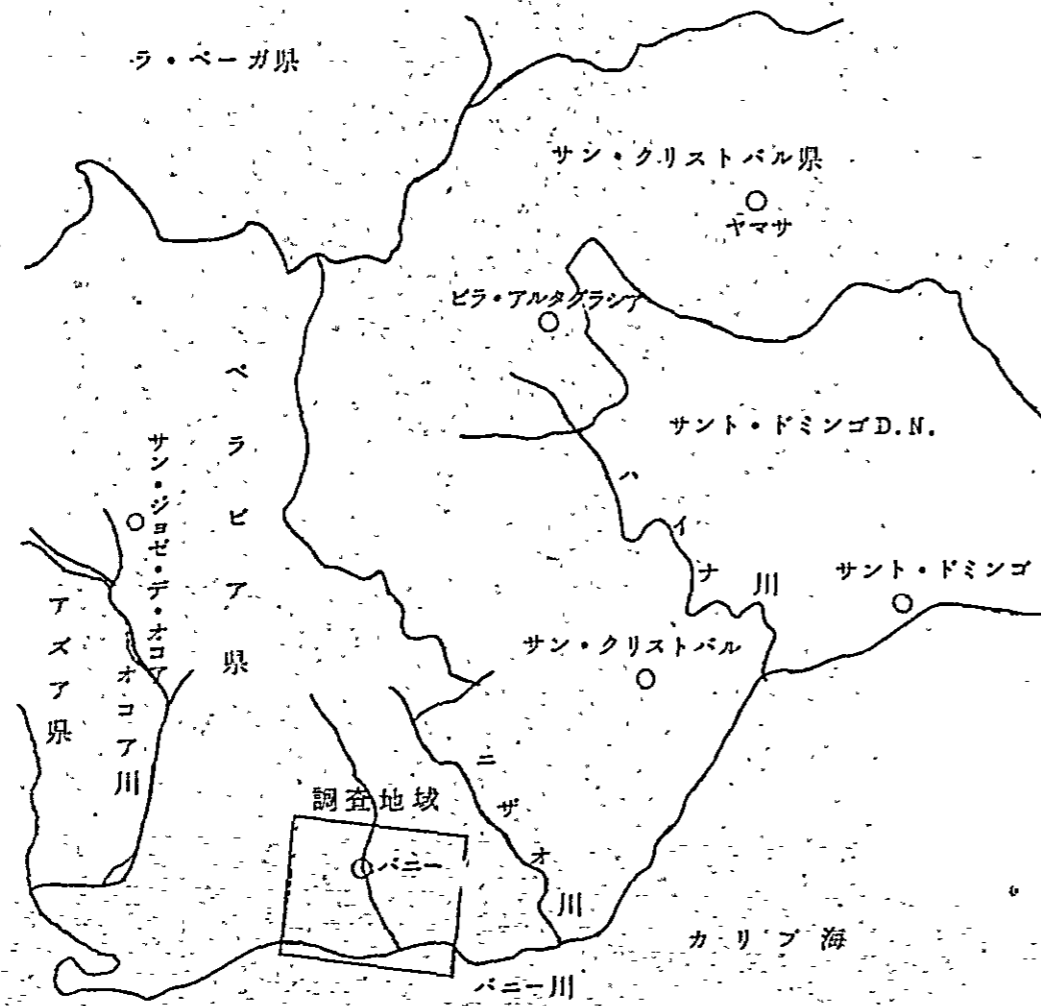 ラ・ベーガ県
サン・クリストバル県
ヤマサ
ビラ・アルタグラシア
ペラビア県
サント・ドミンゴD.N.
サン・ジョゼ・デ・オコア
ハイナ川
サント・ドミンゴ
アズア県
オコア川
サン・クリストバル
ニザオ川
調査地域
バニー
カリブ海
バニー川